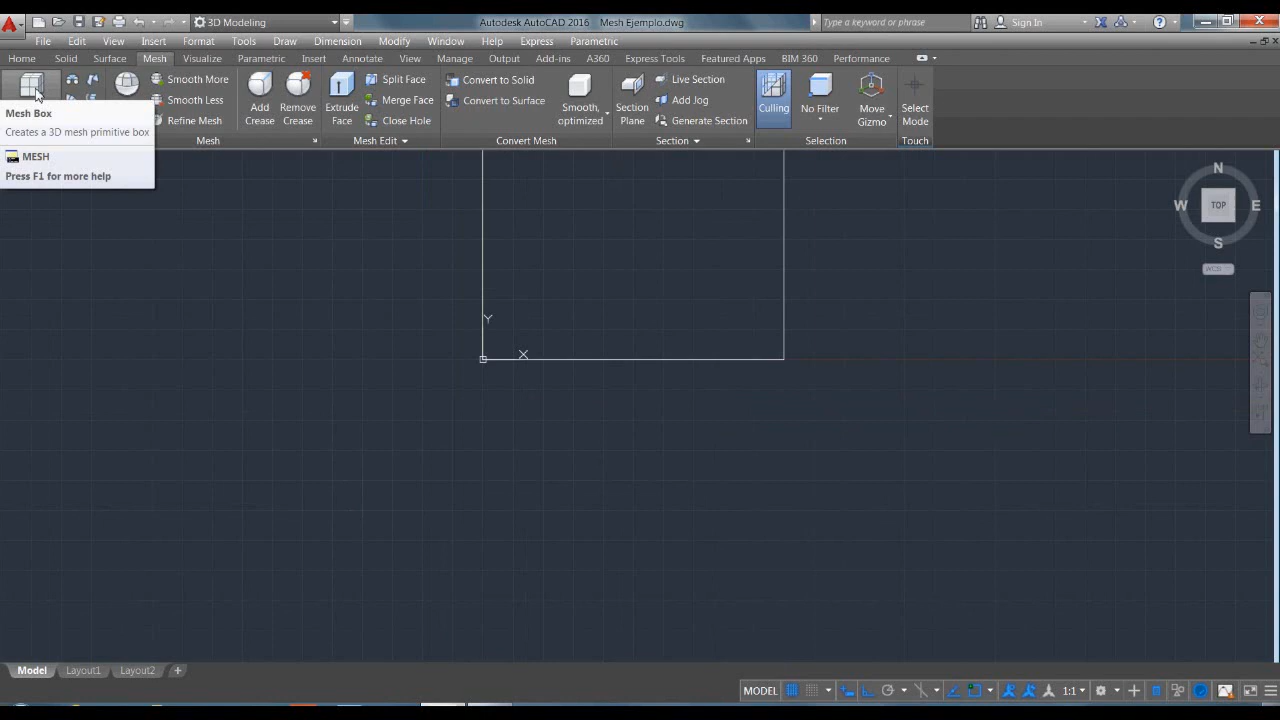 3D Modeling
Autodesk AutoCAD 2016 Mesh Ejemplo.dwg
Type a keyword or phrase
Sign In
File Edit View Insert Format Tools Draw Dimension Modify Window Help Express Parametric
Home Solid Surface Mesh Visualize Parametric Insert Annotate View Manage Output Add-ins A360 Express Tools Featured Apps BIM 360 Performance
Smooth More
Smooth Less
Refine Mesh
Add Crease
Remove Crease
Extrude Face
Split Face
Merge Face
Close Hole
Convert to Solid
Convert to Surface
Smooth, optimized
Section Plane
Live Section
Add Jog
Generate Section
Culling
No Filter
Move Gizmo
Select Mode
Mesh
Mesh Edit
Convert Mesh
Section
Selection
Touch
Mesh Box
Creates a 3D mesh primitive box
MESH
Press F1 for more help
N
W TOP E
S
WCS
Y
X
Model Layout1 Layout2 +
MODEL
1:1